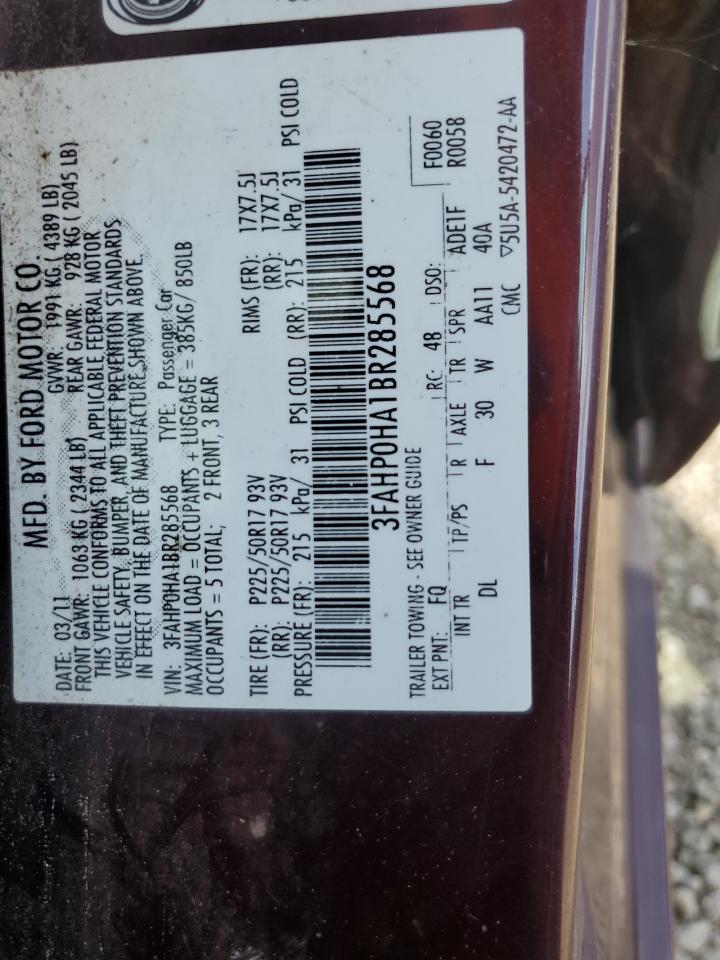 MFD. BY FORD MOTOR CO.
DATE: 03/11 GVWR: 1991 KG ( 4389 LB)
FRONT GAWR: 1063 KG ( 2344 LB) REAR GAWR: 928 KG ( 2045 LB)
THIS VEHICLE CONFORMS TO ALL APPLICABLE FEDERAL MOTOR
VEHICLE SAFETY, BUMPER, AND THEFT PREVENTION STANDARDS
IN EFFECT ON THE DATE OF MANUFACTURE SHOWN ABOVE.
VIN: 3FAHP0HA1BR285568 TYPE: Passenger Car
MAXIMUM LOAD = OCCUPANTS + LUGGAGE = 385KG/ 850LB
OCCUPANTS = 5 TOTAL; 2 FRONT, 3 REAR
TIRE (FR): P225/50R17 93V RIMS (FR): 17X7.5J
(RR): P225/50R17 93V (RR): 17X7.5J
PRESSURE (FR): 215 kPa/ 31 PSI COLD (RR): 215 kPa/ 31 PSI COLD
3FAHP0HA1BR285568
TRAILER TOWING - SEE OWNER GUIDE F0060
EXT PNT: FQ RC: 48 DSO: R0058
INT TR TP/PS R AXLE TR SPR ADE1F
DL F 30 W AA11 40A
CMC ▽5U5A-5420472-AA